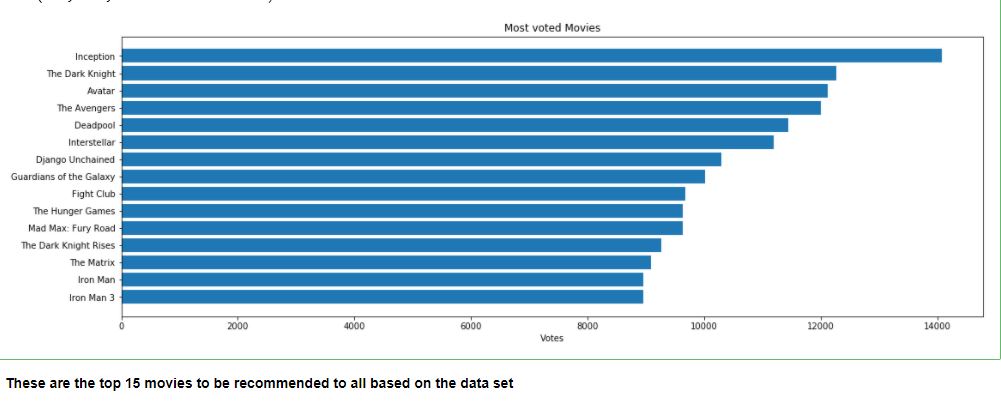 Most voted Movies
Inception
The Dark Knight
Avatar
The Avengers
Deadpool
Interstellar
Django Unchained
Guardians of the Galaxy
Fight Club
The Hunger Games
Mad Max: Fury Road
The Dark Knight Rises
The Matrix
Iron Man
Iron Man 3
0 2000 4000 6000 8000 10000 12000 14000
Votes
These are the top 15 movies to be recommended to all based on the data set